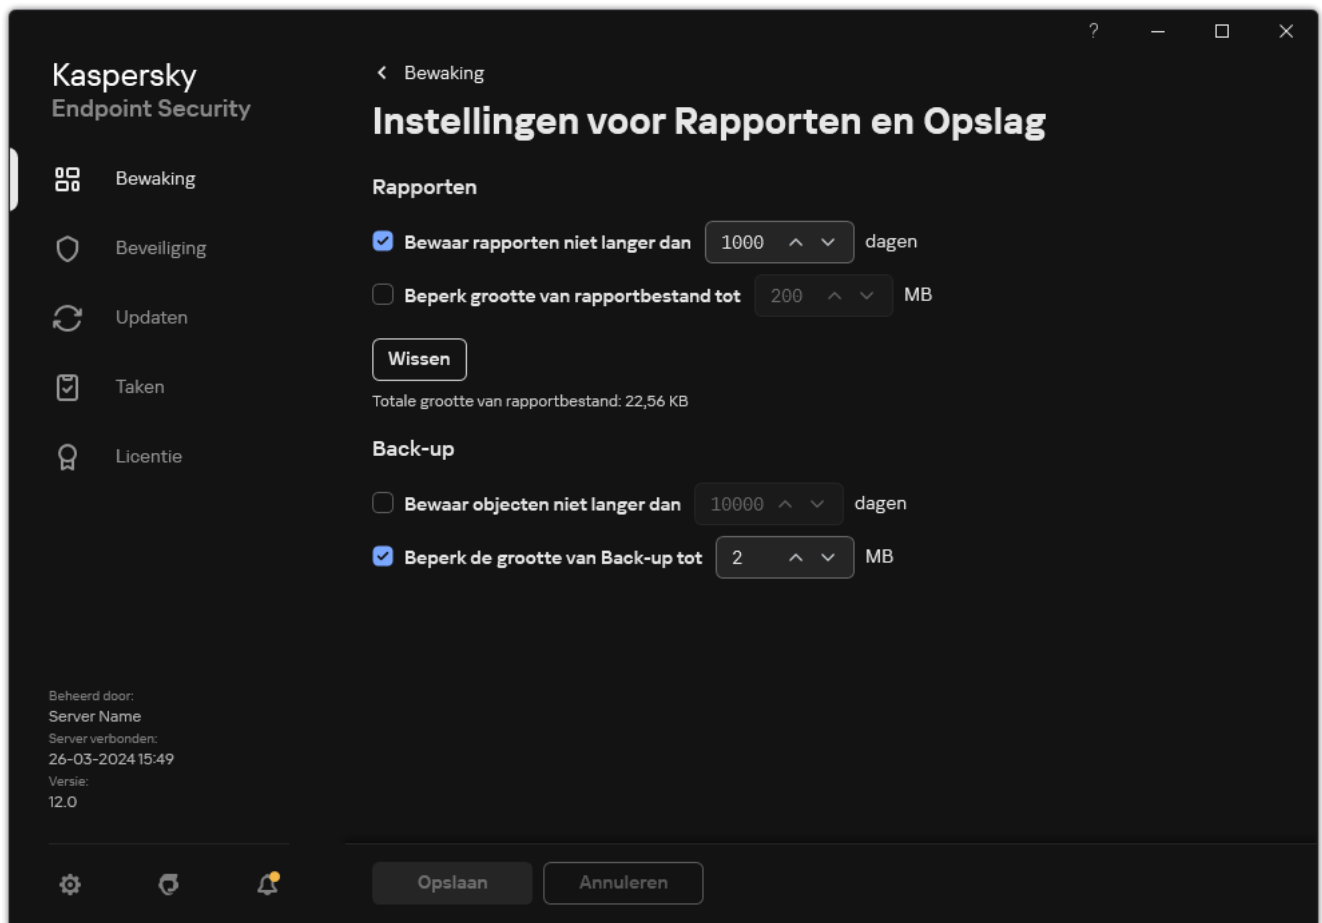 ?
Kaspersky
Endpoint Security
Bewaking
Beveiliging
Updaten
Taken
Licentie
Beheerd door:
Server Name
Server verbonden:
26-03-2024 15:49
Versie:
12.0
Bewaking
Instellingen voor Rapporten en Opslag
Rapporten
Bewaar rapporten niet langer dan 1000 dagen
Beperk grootte van rapportbestand tot 200 MB
Wissen
Totale grootte van rapportbestand: 22,56 KB
Back-up
Bewaar objecten niet langer dan 10000 dagen
Beperk de grootte van Back-up tot 2 MB
Opslaan Annuleren